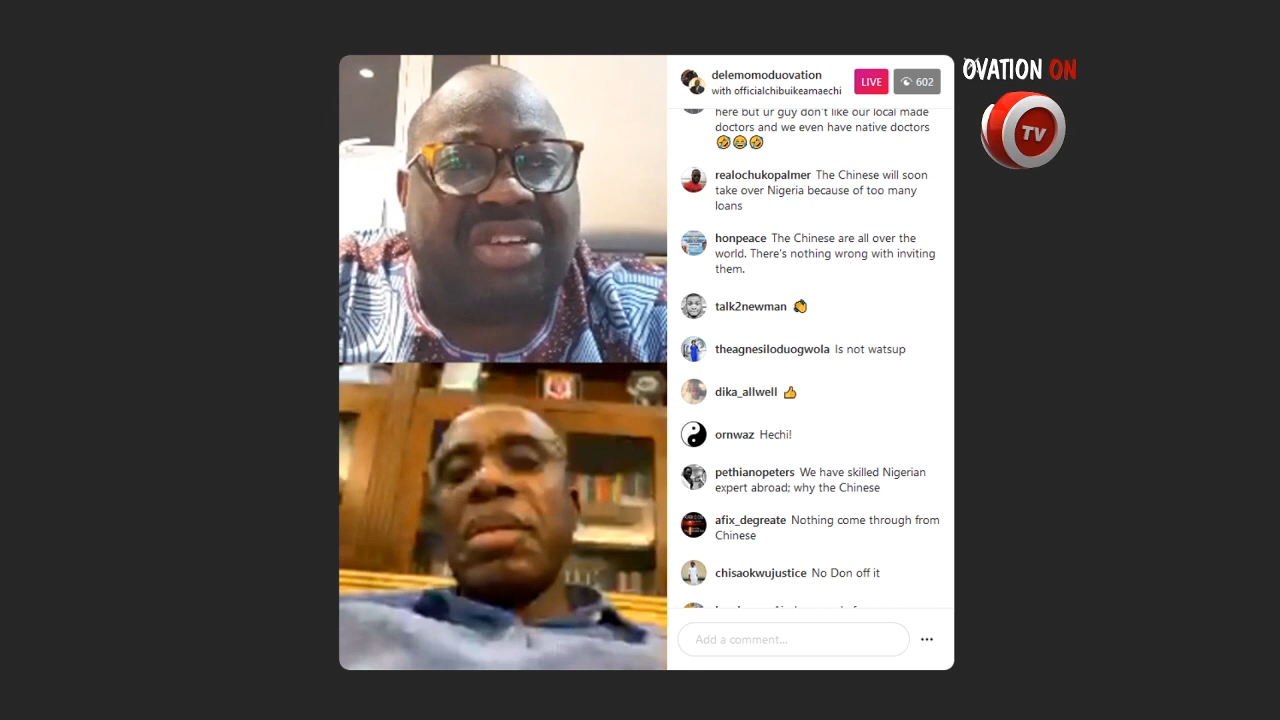 delemomoduovation
with officialchibuikeamaechi
LIVE
602
OVATION ON
TV
here but ur guy don't like our local made
doctors and we even have native doctors
🤣😂🤣
realochukopalmer The Chinese will soon
take over Nigeria because of too many
loans
honpeace The Chinese are all over the
world. There's nothing wrong with inviting
them.
talk2newman 👏
theagnesiloduogwola Is not watsup
dika_allwell 👍
ornwaz Hechi!
pethianopeters We have skilled Nigerian
expert abroad; why the Chinese
afix_degreate Nothing come through from
Chinese
chisaokwujustice No Don off it
Add a comment...